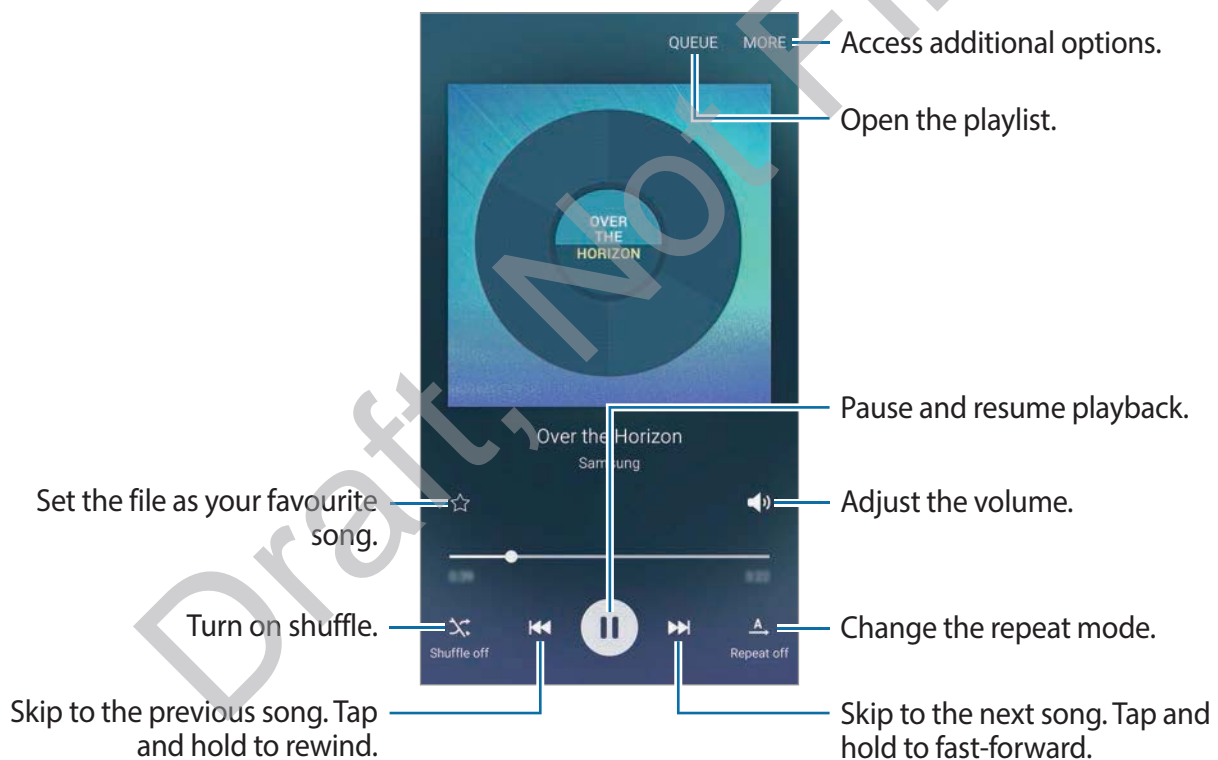 QUEUE MORE
Access additional options.
Open the playlist.
OVER
THE
HORIZON
Pause and resume playback.
Over the Horizon
Samsung
Set the file as your favourite
song.
Adjust the volume.
Turn on shuffle.
Shuffle off
A
Repeat off
Change the repeat mode.
Skip to the previous song. Tap
and hold to rewind.
Skip to the next song. Tap and
hold to fast-forward.
Draft, Not